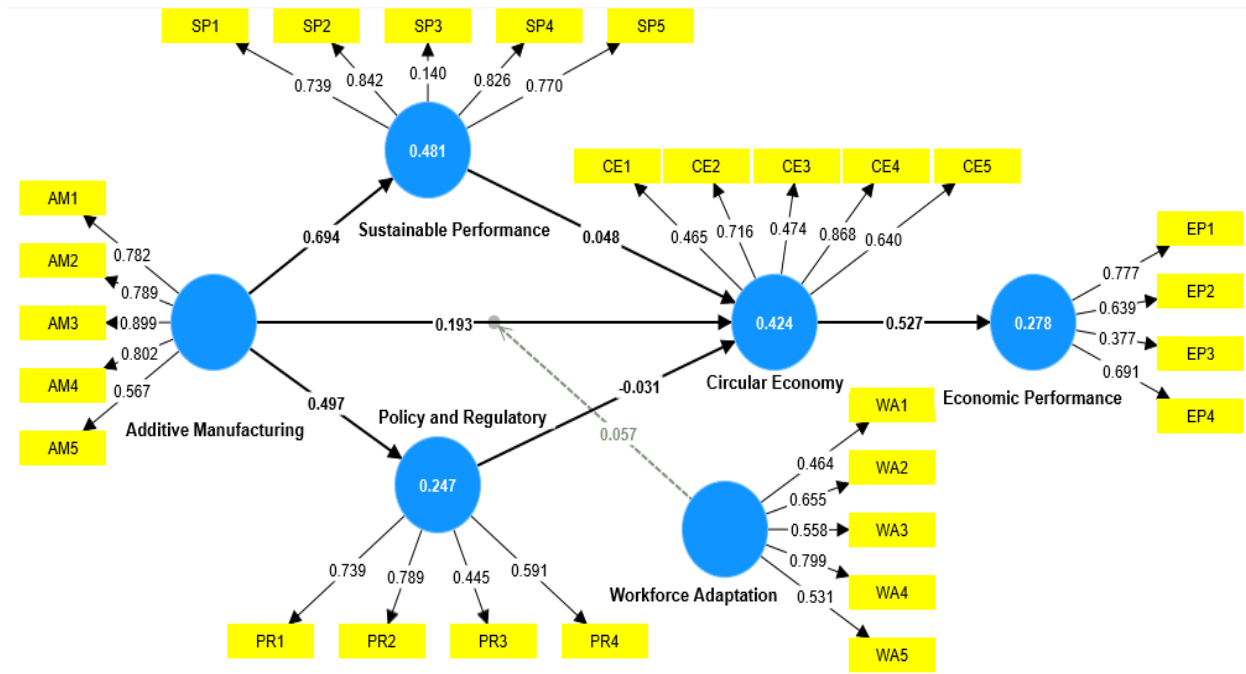 SP1 SP2 SP3 SP4 SP5
0.739 0.842 0.140 0.826 0.770
0.481
Sustainable Performance
CE1 CE2 CE3 CE4 CE5
0.465 0.716 0.474 0.868 0.640
AM1
AM2
AM3
AM4
AM5
0.782
0.789
0.899
0.802
0.567
Additive Manufacturing
0.694
0.048
0.193
0.497
-0.031
0.057
0.424
Circular Economy
0.527
0.278
Economic Performance
EP1
EP2
EP3
EP4
0.777
0.639
0.377
0.691
Policy and Regulatory
0.247
0.739 0.789 0.445 0.591
PR1 PR2 PR3 PR4
Workforce Adaptation
WA1
WA2
WA3
WA4
WA5
0.464
0.655
0.558
0.799
0.531